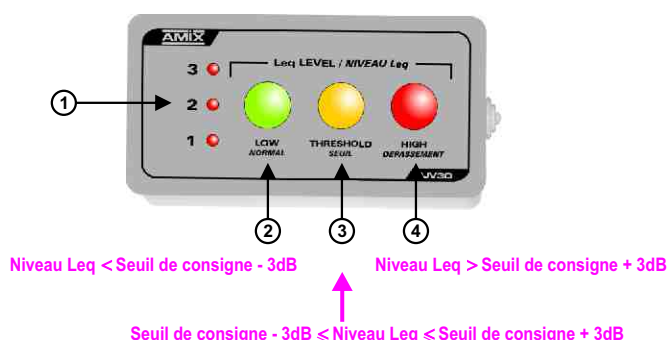 AMIX
Leq LEVEL / NIVEAU Leq
3
2
1
1
LOW
NORMAL
THRESHOLD
SEUIL
HIGH
DEPASSEMENT
2
3
4
Niveau Leq < Seuil de consigne - 3dB
Niveau Leq > Seuil de consigne + 3dB
Seuil de consigne - 3dB ⩽ Niveau Leq ⩽ Seuil de consigne + 3dB